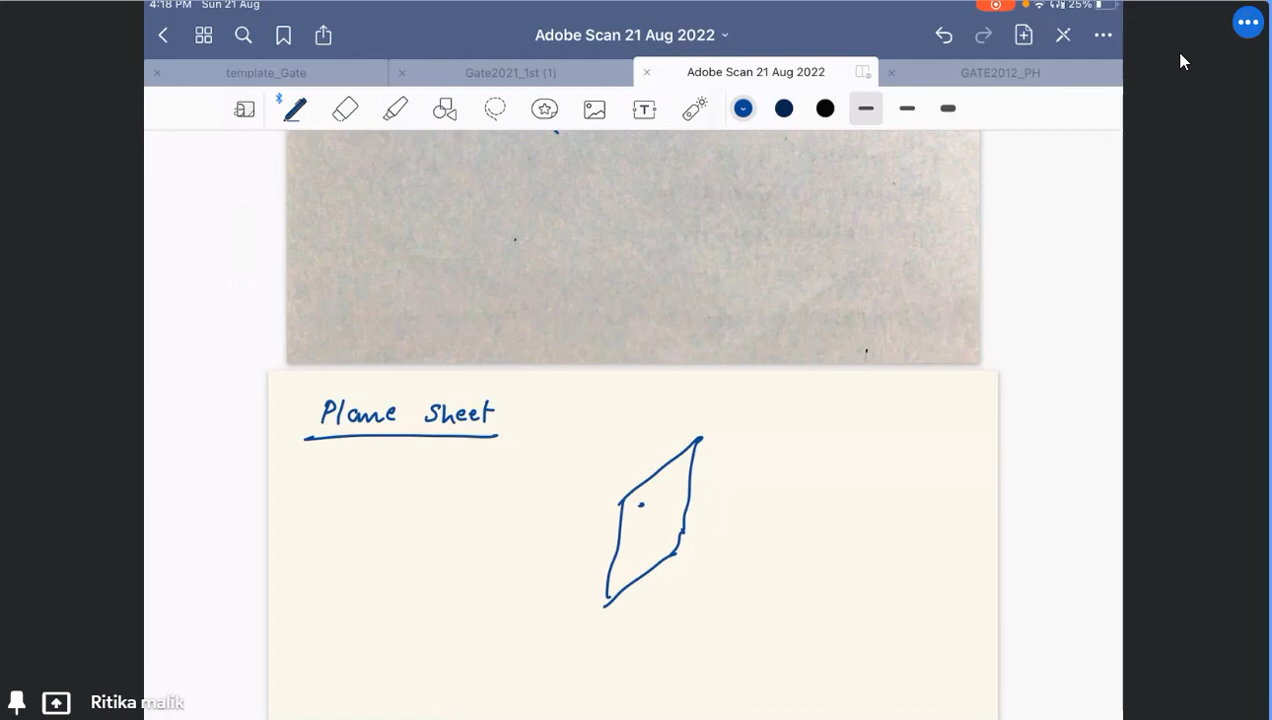 4:18 PM Sun 21 Aug
25%
Adobe Scan 21 Aug 2022
template_Gate
Gate2021_1st (1)
Adobe Scan 21 Aug 2022
GATE2012_PH
T
Plane Sheet
Ritika malik